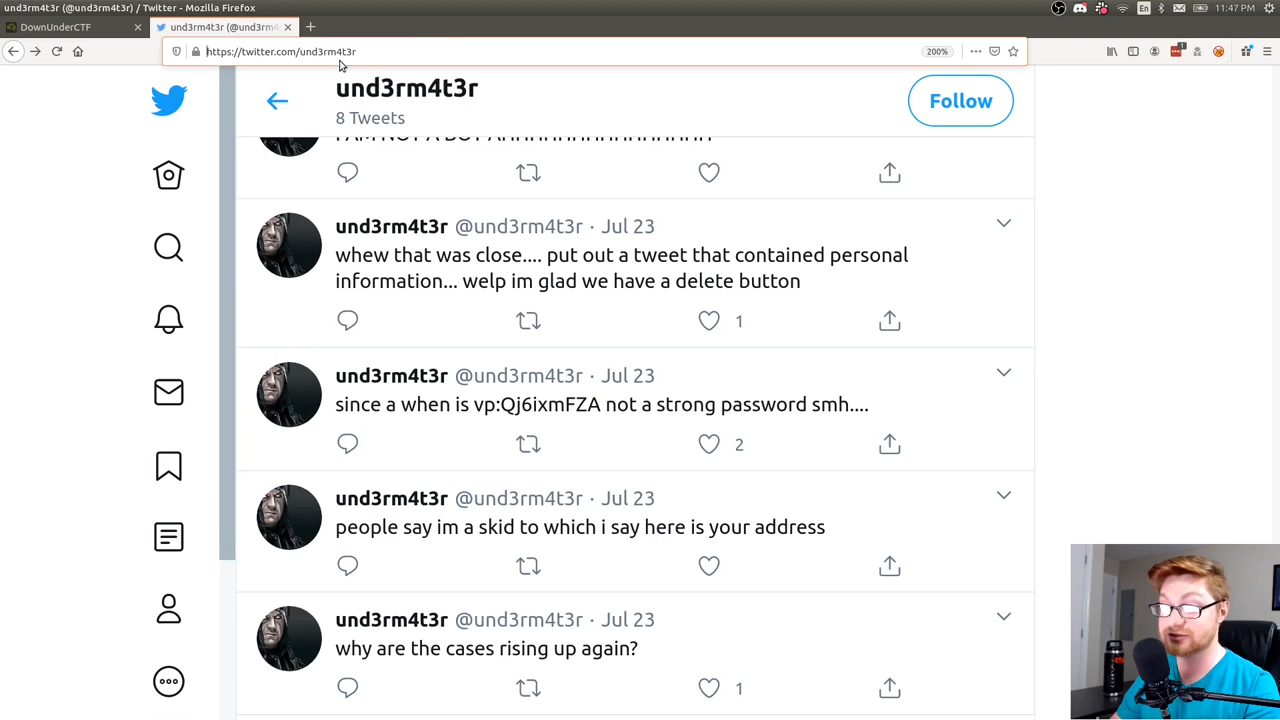 und3rm4t3r (@und3rm4t3r) / Twitter - Mozilla Firefox
En
11:47 PM
DownUnderCTF
und3rm4t3r (@und3rm4
https://twitter.com/und3rm4t3r
200%
und3rm4t3r
8 Tweets
Follow
I AM NOT A BOT
und3rm4t3r @und3rm4t3r · Jul 23
whew that was close.... put out a tweet that contained personal
information... welp im glad we have a delete button
1
und3rm4t3r @und3rm4t3r · Jul 23
since a when is vp:Qj6ixmFZA not a strong password smh....
2
und3rm4t3r @und3rm4t3r · Jul 23
people say im a skid to which i say here is your address
und3rm4t3r @und3rm4t3r · Jul 23
why are the cases rising up again?
1